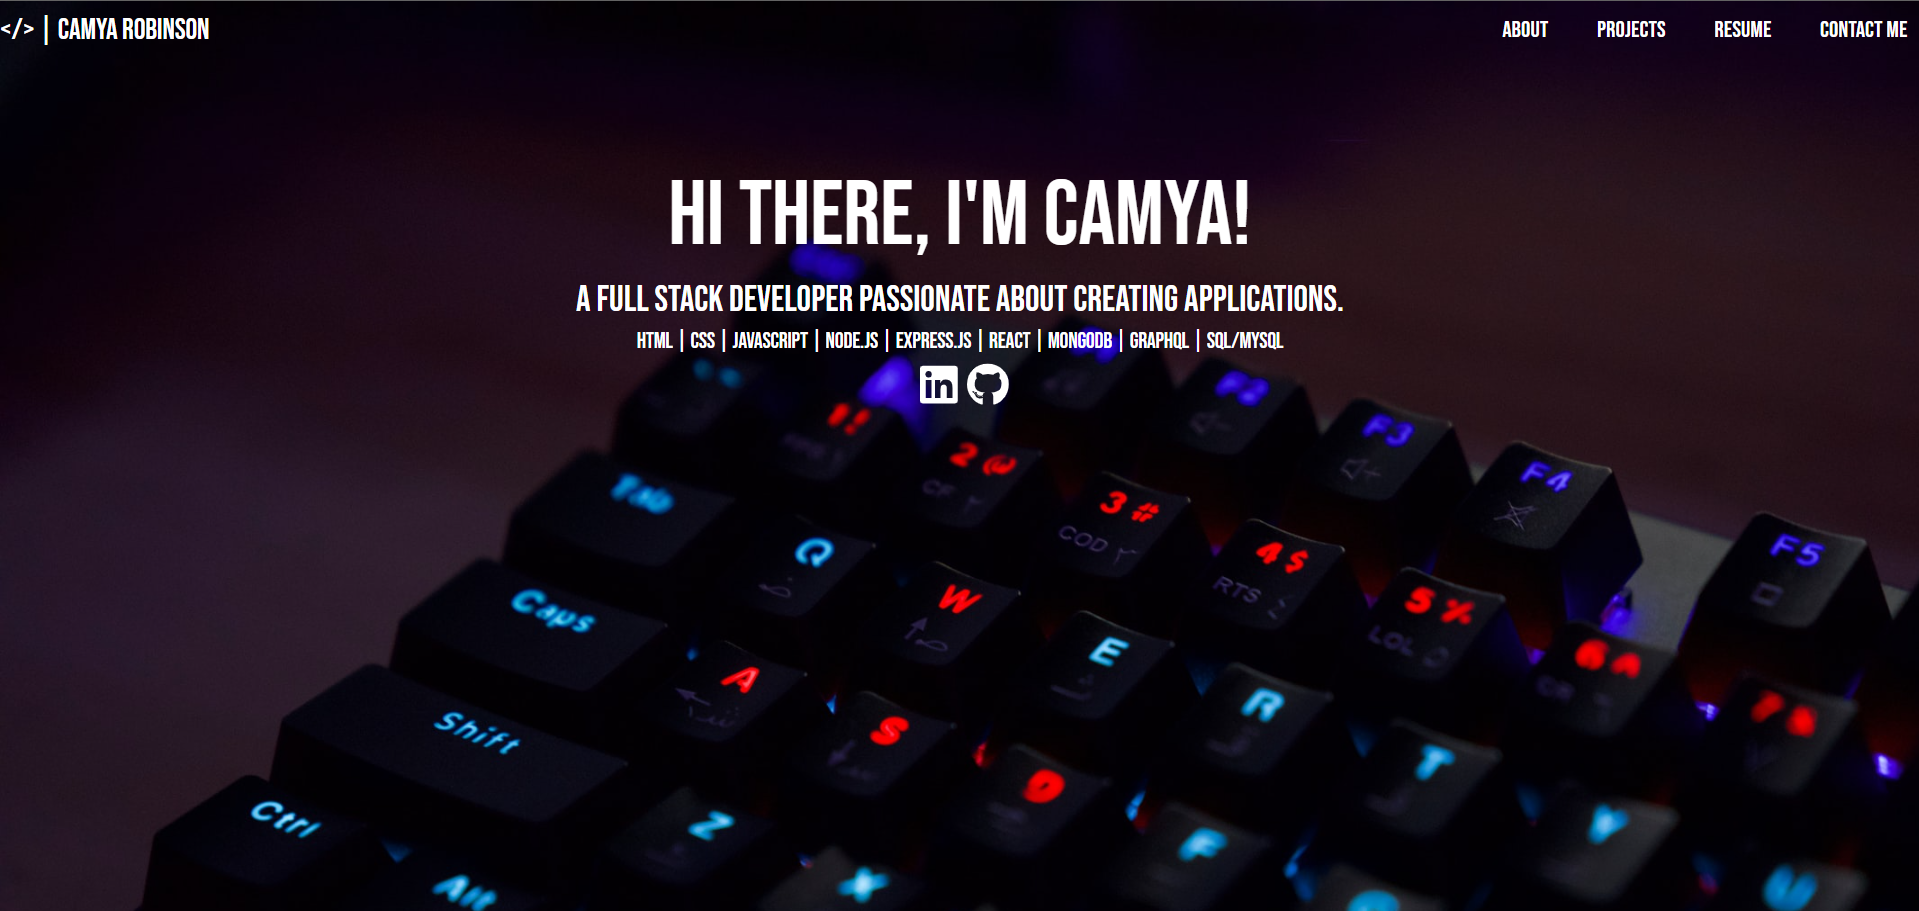 </> | CAMYA ROBINSON
ABOUT PROJECTS RESUME CONTACT ME
HI THERE, I'M CAMYA!
A FULL STACK DEVELOPER PASSIONATE ABOUT CREATING APPLICATIONS.
HTML | CSS | JAVASCRIPT | NODE.JS | EXPRESS.JS | REACT | MONGODB | GRAPHQL | SQL/MYSQL
in
F3 F4 F5
2 @ 3 # 4 $ 5 %
COD RTS LOL
Tab Q W E R T Y
Caps A S D F
Shift Z X
Ctrl Alt